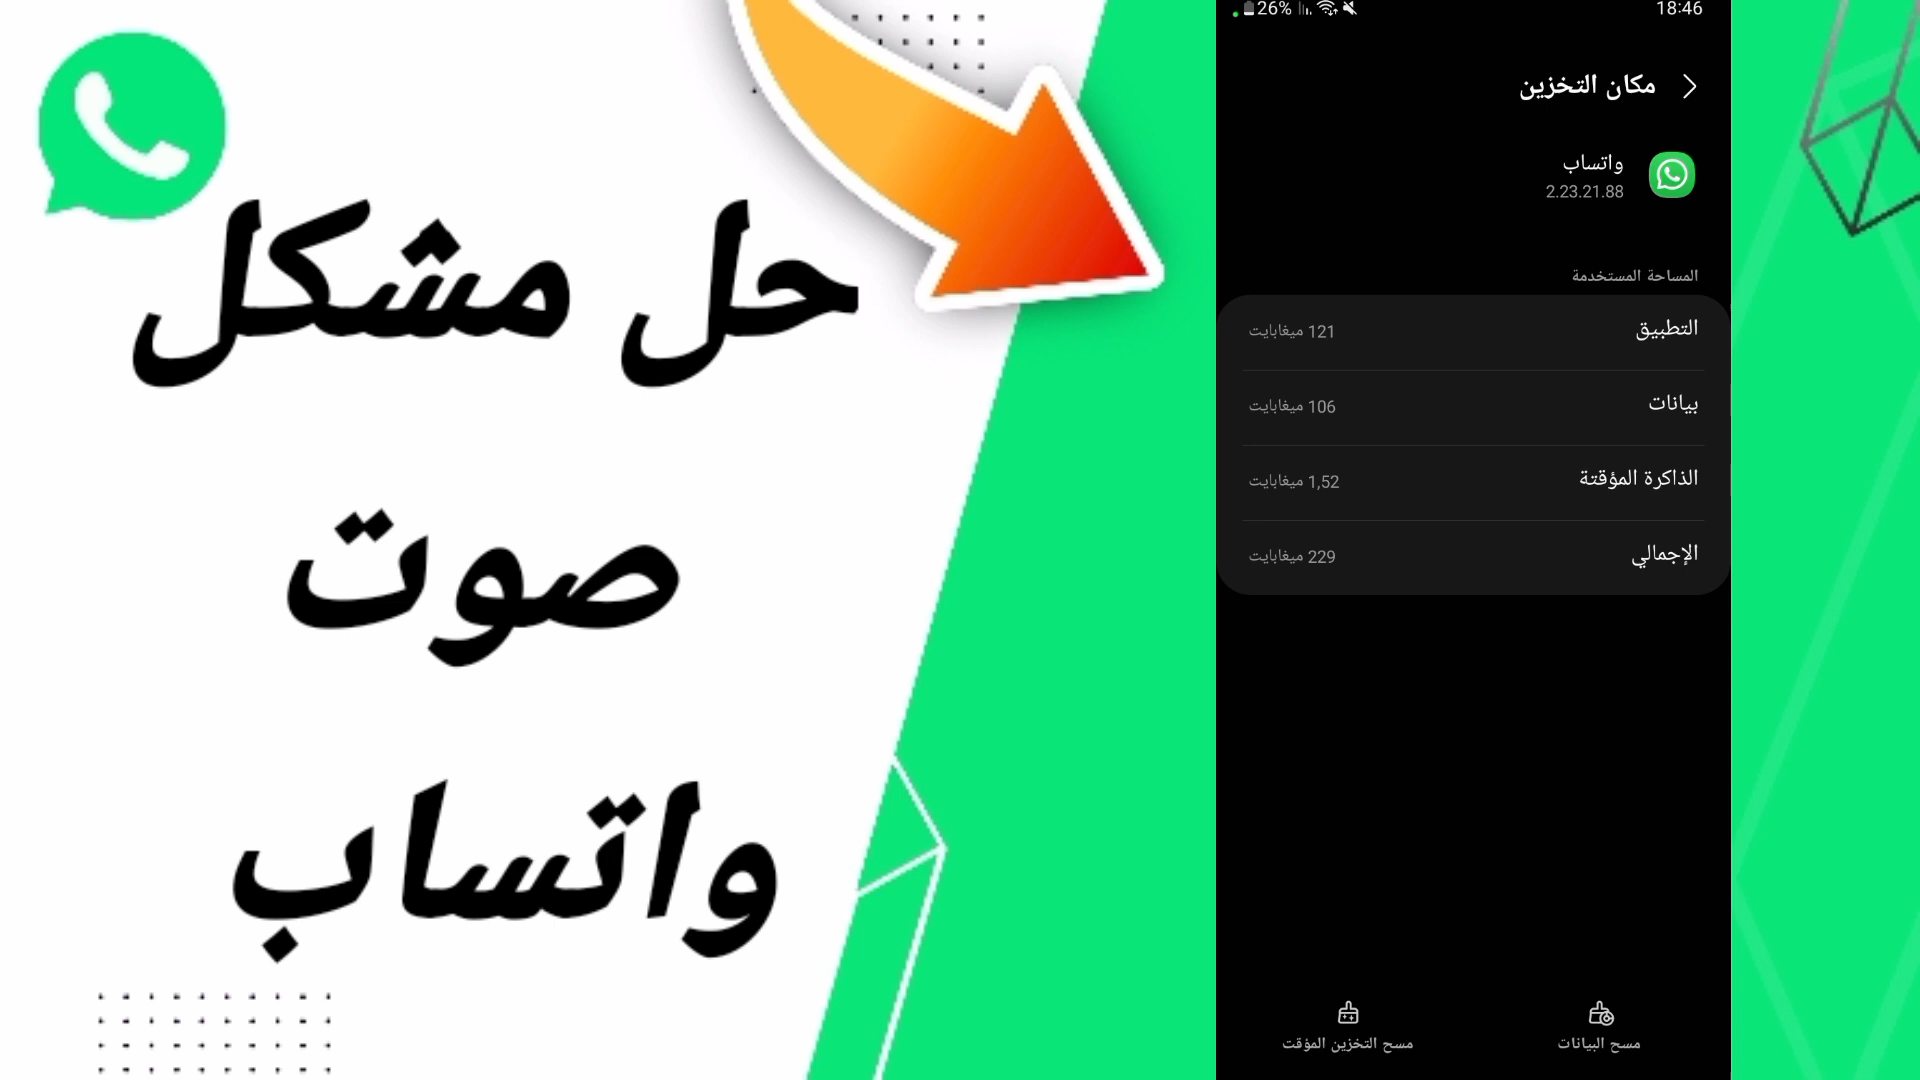 حل مشكل
صوت
واتساب
26%
18:46
مكان التخزين
واتساب
2.23.21.88
المساحة المستخدمة
التطبيق
121 ميغابايت
بيانات
106 ميغابايت
الذاكرة المؤقتة
1,52 ميغابايت
الإجمالي
229 ميغابايت
مسح البيانات
مسح التخزين المؤقت